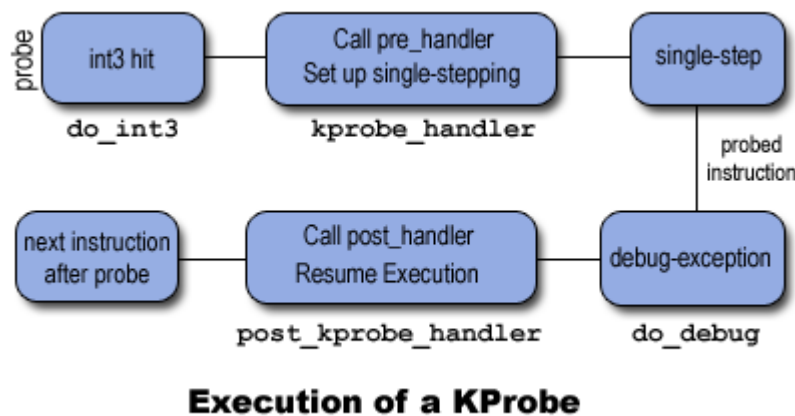 probe
int3 hit
Call pre_handler
Set up single-stepping
single-step
do_int3
kprobe_handler
probed
instruction
next instruction
after probe
Call post_handler
Resume Execution
debug-exception
post_kprobe_handler
do_debug
Execution of a KProbe